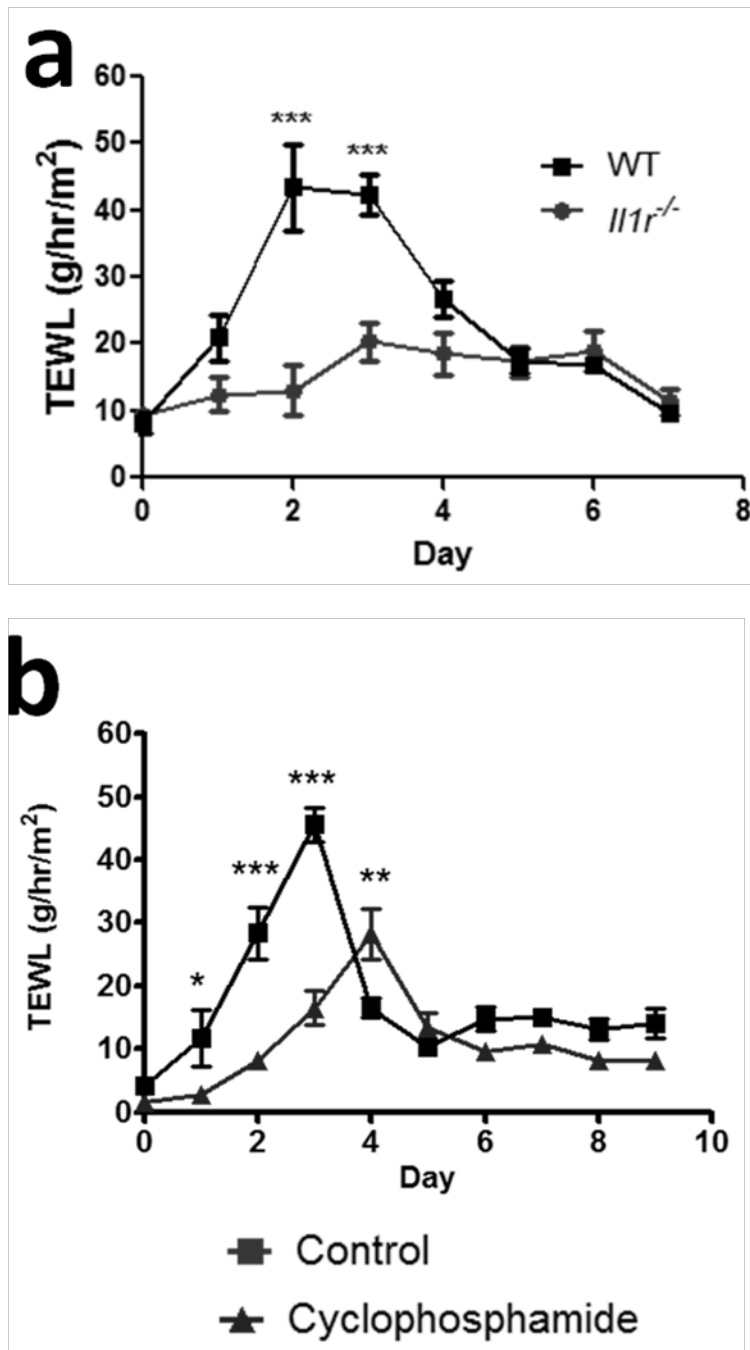 a
TEWL (g/hr/m²)
60
50
40
30
20
10
0
*** ***
WT
Il1r-/-
0 2 4 6 8
Day
b
TEWL (g/hr/m²)
60
50
40
30
20
10
0
* *** *** **
0 2 4 6 8 10
Day
Control
Cyclophosphamide